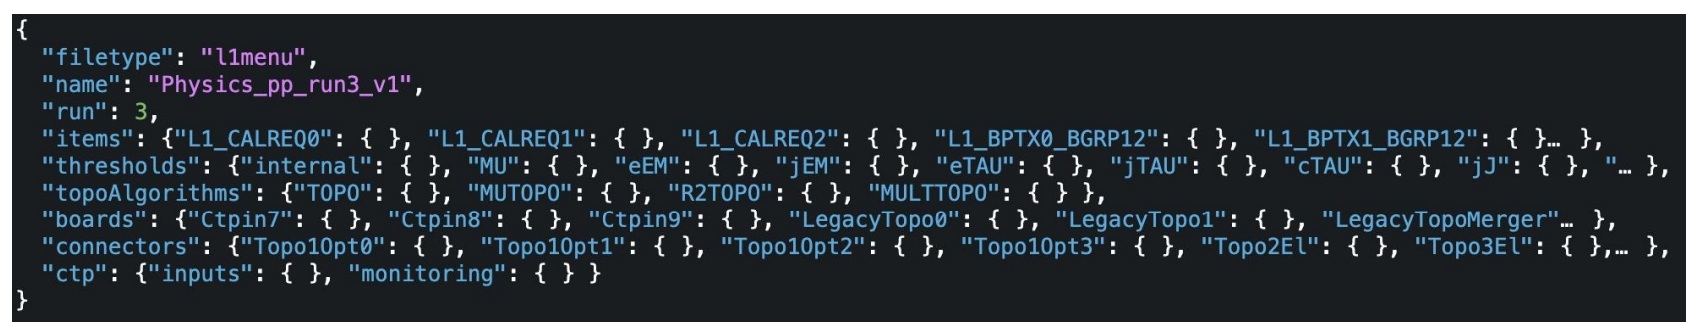 {
"filetype": "l1menu",
"name": "Physics_pp_run3_v1",
"run": 3,
"items": {"L1_CALREQ0": { }, "L1_CALREQ1": { }, "L1_CALREQ2": { }, "L1_BPTX0_BGRP12": { }, "L1_BPTX1_BGRP12": { }… },
"thresholds": {"internal": { }, "MU": { }, "eEM": { }, "jEM": { }, "eTAU": { }, "jTAU": { }, "cTAU": { }, "jJ": { }, "… },
"topoAlgorithms": {"TOPO": { }, "MUTOPO": { }, "R2TOPO": { }, "MULTTOPO": { } },
"boards": {"Ctpin7": { }, "Ctpin8": { }, "Ctpin9": { }, "LegacyTopo0": { }, "LegacyTopo1": { }, "LegacyTopoMerger"… },
"connectors": {"Topo1Opt0": { }, "Topo1Opt1": { }, "Topo1Opt2": { }, "Topo1Opt3": { }, "Topo2El": { }, "Topo3El": { },… },
"ctp": {"inputs": { }, "monitoring": { } }
}